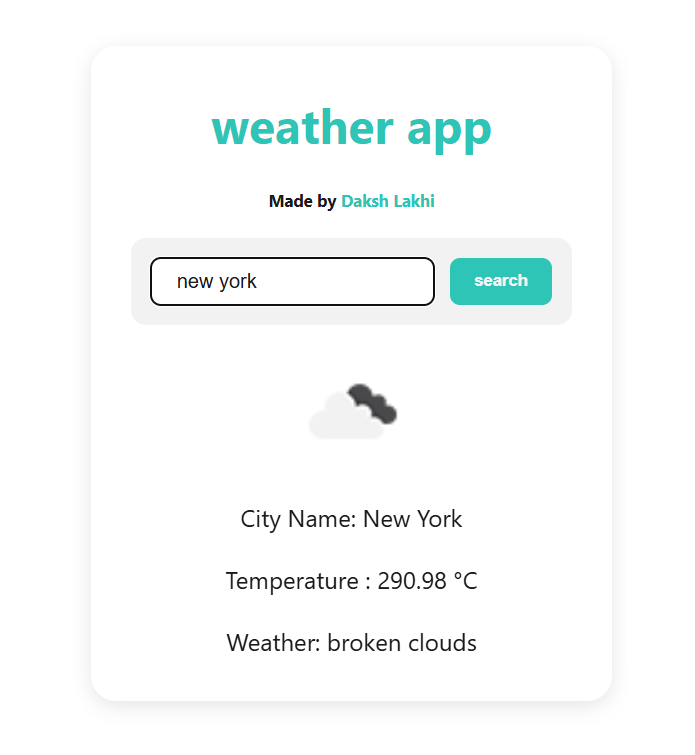 weather app
Made by Daksh Lakhi
new york search
City Name: New York
Temperature : 290.98 °C
Weather: broken clouds